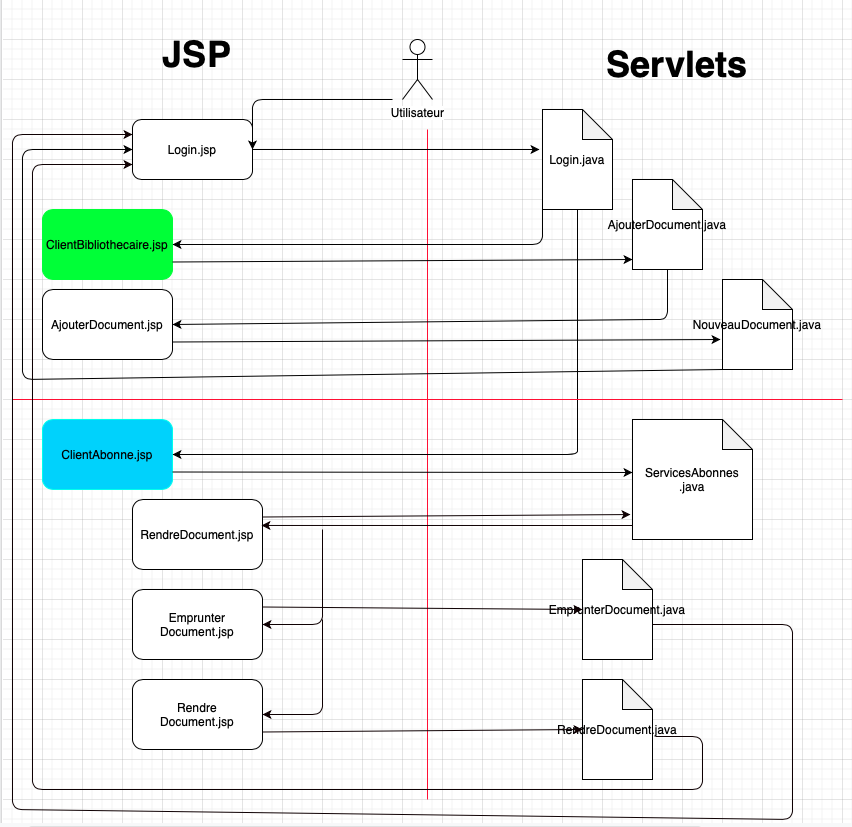 JSP
Servlets
Utilisateur
Login.jsp
Login.java
ClientBibliothecaire.jsp
AjouterDocument.java
AjouterDocument.jsp
NouveauDocument.java
ClientAbonne.jsp
ServicesAbonnes
.java
RendreDocument.jsp
Emprunter
Document.jsp
EmprunterDocument.java
Rendre
Document.jsp
RendreDocument.java